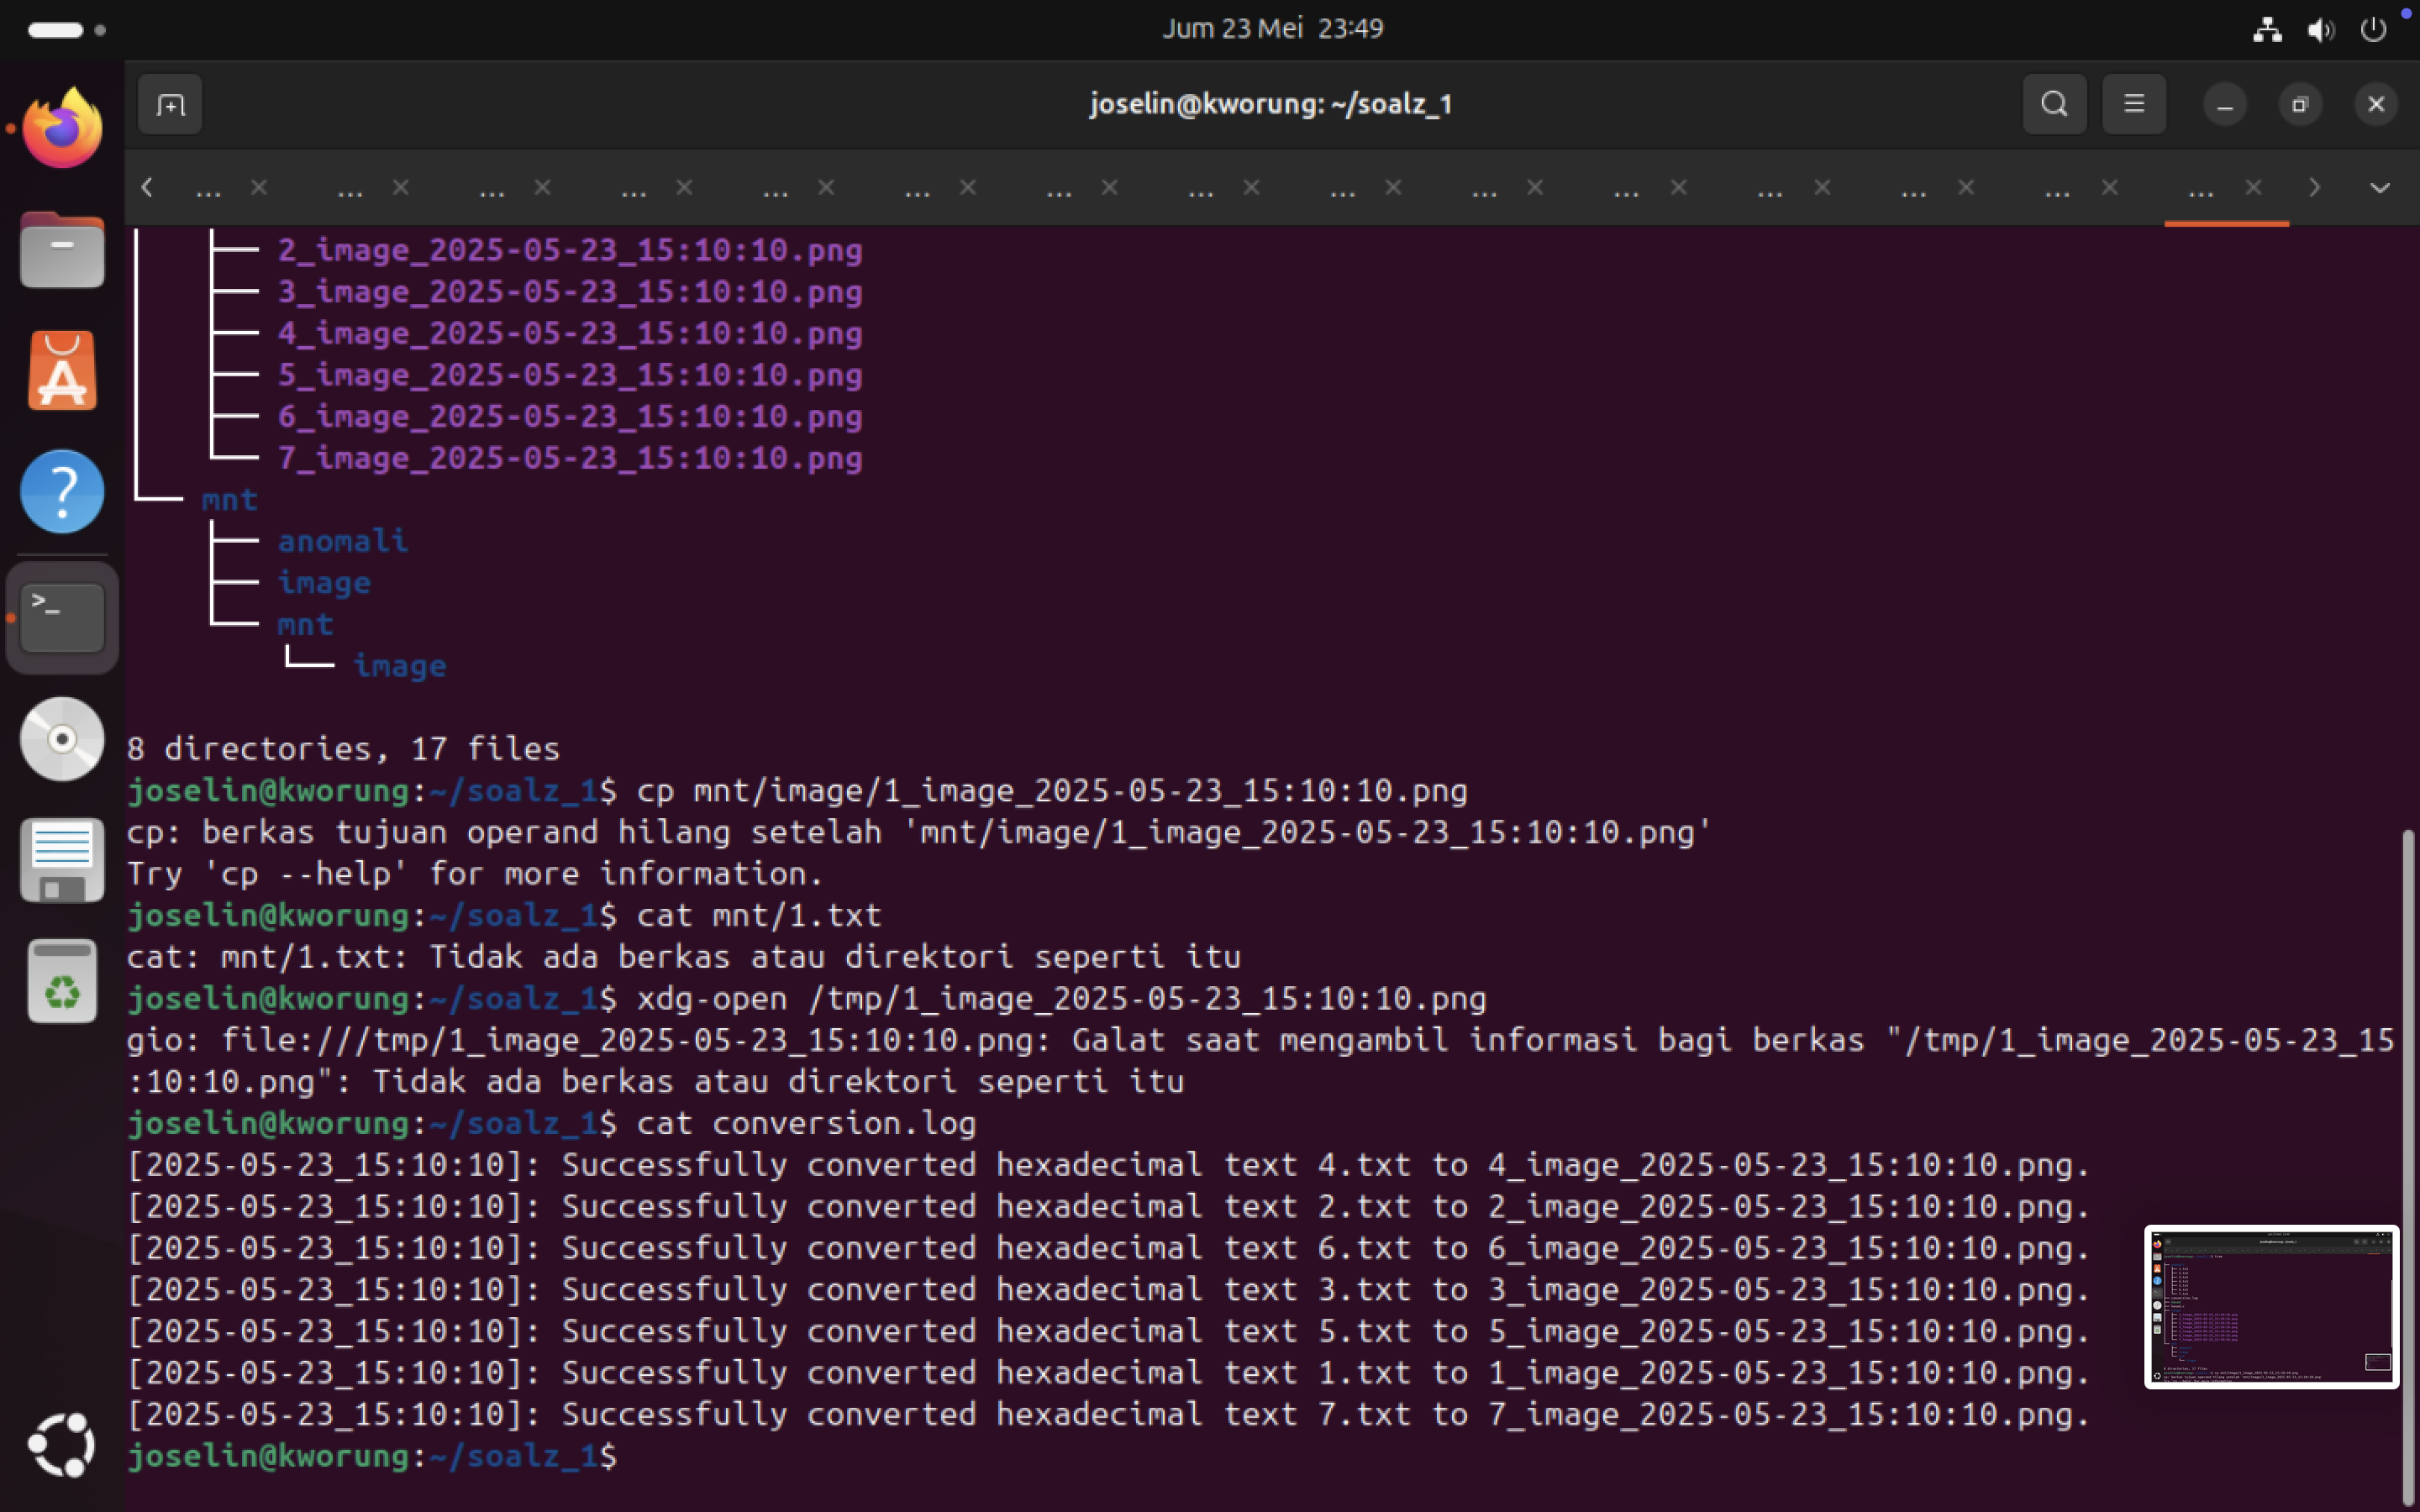 Jum 23 Mei 23:49
joselin@kworung: ~/soalz_1
... ... ... ... ... ... ... ... ... ... ... ... ... ... ...
├── 2_image_2025-05-23_15:10:10.png
├── 3_image_2025-05-23_15:10:10.png
├── 4_image_2025-05-23_15:10:10.png
├── 5_image_2025-05-23_15:10:10.png
├── 6_image_2025-05-23_15:10:10.png
└── 7_image_2025-05-23_15:10:10.png
└── mnt
├── anomali
├── image
└── mnt
└── image
8 directories, 17 files
joselin@kworung:~/soalz_1$ cp mnt/image/1_image_2025-05-23_15:10:10.png
cp: berkas tujuan operand hilang setelah 'mnt/image/1_image_2025-05-23_15:10:10.png'
Try 'cp --help' for more information.
joselin@kworung:~/soalz_1$ cat mnt/1.txt
cat: mnt/1.txt: Tidak ada berkas atau direktori seperti itu
joselin@kworung:~/soalz_1$ xdg-open /tmp/1_image_2025-05-23_15:10:10.png
gio: file:///tmp/1_image_2025-05-23_15:10:10.png: Galat saat mengambil informasi bagi berkas "/tmp/1_image_2025-05-23_15
:10:10.png": Tidak ada berkas atau direktori seperti itu
joselin@kworung:~/soalz_1$ cat conversion.log
[2025-05-23_15:10:10]: Successfully converted hexadecimal text 4.txt to 4_image_2025-05-23_15:10:10.png.
[2025-05-23_15:10:10]: Successfully converted hexadecimal text 2.txt to 2_image_2025-05-23_15:10:10.png.
[2025-05-23_15:10:10]: Successfully converted hexadecimal text 6.txt to 6_image_2025-05-23_15:10:10.png.
[2025-05-23_15:10:10]: Successfully converted hexadecimal text 3.txt to 3_image_2025-05-23_15:10:10.png.
[2025-05-23_15:10:10]: Successfully converted hexadecimal text 5.txt to 5_image_2025-05-23_15:10:10.png.
[2025-05-23_15:10:10]: Successfully converted hexadecimal text 1.txt to 1_image_2025-05-23_15:10:10.png.
[2025-05-23_15:10:10]: Successfully converted hexadecimal text 7.txt to 7_image_2025-05-23_15:10:10.png.
joselin@kworung:~/soalz_1$